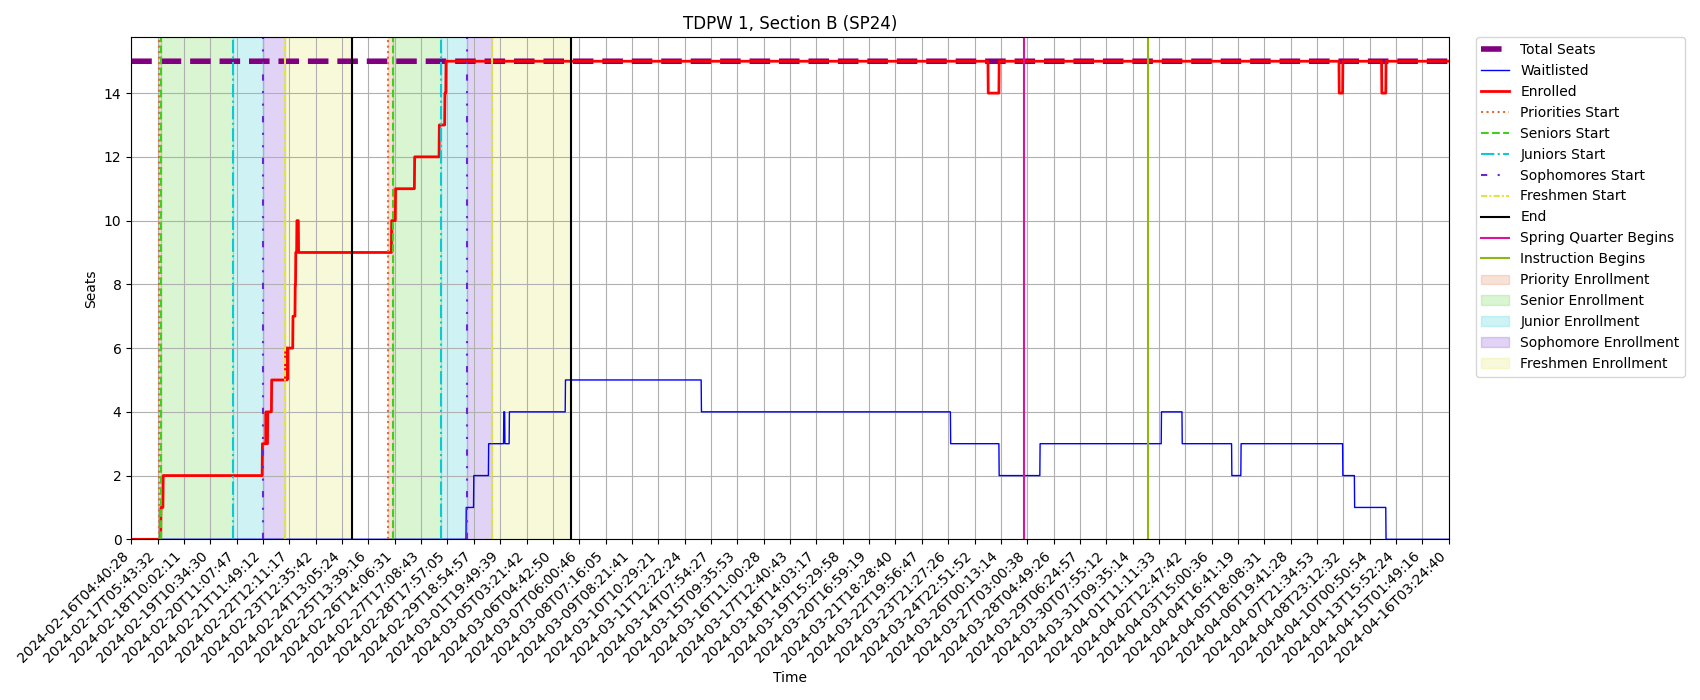 TDPW 1, Section B (SP24)
Total Seats
Waitlisted
Enrolled
Priorities Start
Seniors Start
Juniors Start
Sophomores Start
Freshmen Start
End
Spring Quarter Begins
Instruction Begins
Priority Enrollment
Senior Enrollment
Junior Enrollment
Sophomore Enrollment
Freshmen Enrollment
Seats
14
12
10
8
6
4
2
0
2024-02-16T04:40:28
2024-02-17T05:43:32
2024-02-18T10:02:11
2024-02-19T10:34:30
2024-02-20T11:07:47
2024-02-21T11:49:12
2024-02-22T12:11:17
2024-02-23T12:35:42
2024-02-24T13:05:24
2024-02-25T13:39:16
2024-02-26T14:06:31
2024-02-27T17:08:43
2024-02-28T17:57:05
2024-02-29T18:54:57
2024-03-01T19:49:39
2024-03-05T03:21:42
2024-03-06T04:42:50
2024-03-07T06:00:46
2024-03-08T07:16:05
2024-03-09T08:21:41
2024-03-10T10:29:21
2024-03-11T12:22:24
2024-03-14T07:54:27
2024-03-15T09:35:53
2024-03-16T11:00:28
2024-03-17T12:40:43
2024-03-18T14:03:17
2024-03-19T15:29:58
2024-03-20T16:59:19
2024-03-21T18:28:40
2024-03-22T19:56:47
2024-03-23T21:27:26
2024-03-24T22:51:52
2024-03-26T00:13:14
2024-03-27T03:00:38
2024-03-28T04:49:26
2024-03-29T06:24:57
2024-03-30T07:55:12
2024-03-31T09:35:14
2024-04-01T11:11:33
2024-04-02T12:47:42
2024-04-03T15:00:36
2024-04-04T16:41:19
2024-04-05T18:08:31
2024-04-06T19:41:28
2024-04-07T21:34:53
2024-04-08T23:12:32
2024-04-10T00:50:54
2024-04-13T15:52:24
2024-04-15T01:49:16
2024-04-16T03:24:40
Time